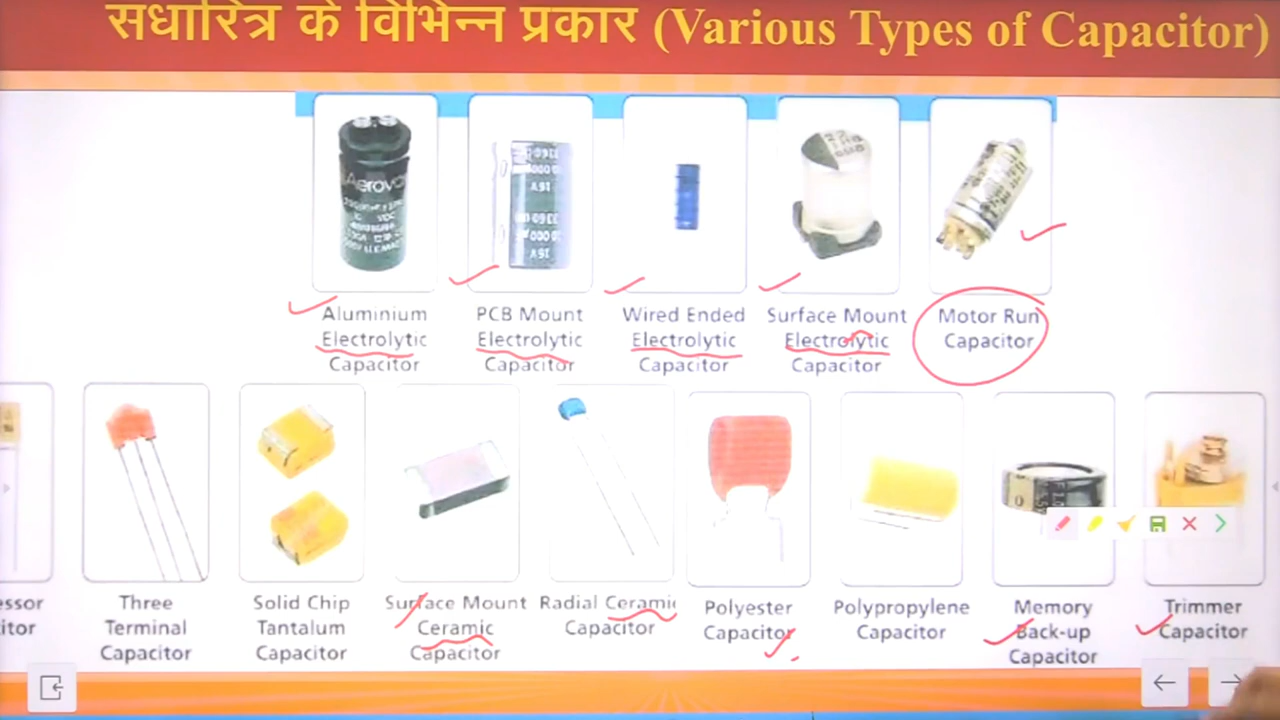 संधारित्र के विभिन्न प्रकार (Various Types of Capacitor)
Aluminium
Electrolytic
Capacitor
PCB Mount
Electrolytic
Capacitor
Wired Ended
Electrolytic
Capacitor
Surface Mount
Electrolytic
Capacitor
Motor Run
Capacitor
Three
Terminal
Capacitor
Solid Chip
Tantalum
Capacitor
Surface Mount
Ceramic
Capacitor
Radial Ceramic
Capacitor
Polyester
Capacitor
Polypropylene
Capacitor
Memory
Back-up
Capacitor
Trimmer
Capacitor